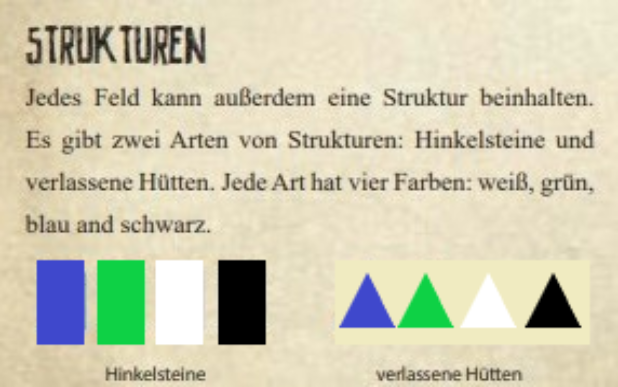 STRUKTUREN
Jedes Feld kann außerdem eine Struktur beinhalten.
Es gibt zwei Arten von Strukturen: Hinkelsteine und
verlassene Hütten. Jede Art hat vier Farben: weiß, grün,
blau and schwarz.
Hinkelsteine
verlassene Hütten